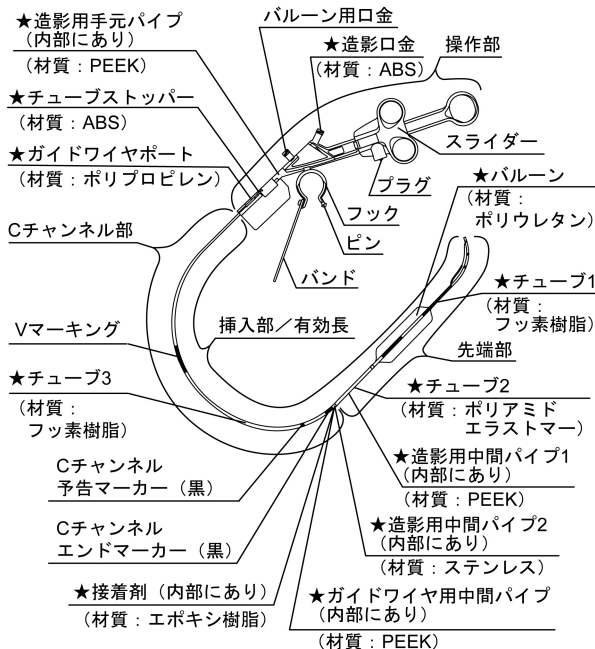 ★造影用手元パイプ
(内部にあり)
(材質：PEEK)
バルーン用口金
★造影口金
(材質：ABS)
操作部
★チューブストッパー
(材質：ABS)
スライダー
★ガイドワイヤポート
(材質：ポリプロピレン)
プラグ
★バルーン
(材質：
ポリウレタン)
フック
ピン
Cチャンネル部
バンド
★チューブ1
(材質：
フッ素樹脂)
Vマーキング
挿入部／有効長
先端部
★チューブ3
(材質：
フッ素樹脂)
★チューブ2
(材質：ポリアミド
エラストマー)
Cチャンネル
予告マーカー（黒）
★造影用中間パイプ1
(内部にあり)
(材質：PEEK)
Cチャンネル
エンドマーカー（黒）
★造影用中間パイプ2
(内部にあり)
(材質：ステンレス)
★接着剤（内部にあり）
(材質：エポキシ樹脂)
★ガイドワイヤ用中間パイプ
(内部にあり)
(材質：PEEK)